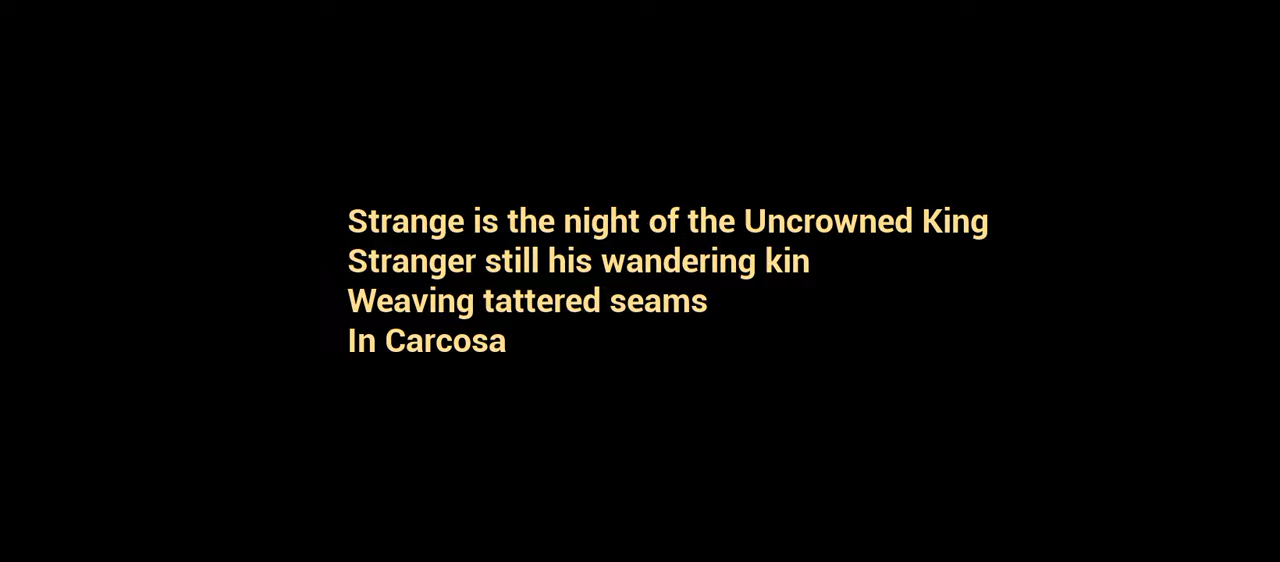 Strange is the night of the Uncrowned King
Stranger still his wandering kin
Weaving tattered seams
In Carcosa